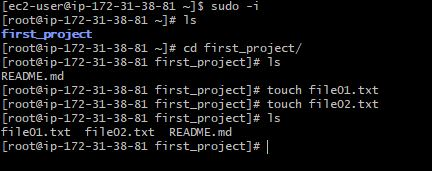 [ec2-user@ip-172-31-38-81 ~]$ sudo -i
[root@ip-172-31-38-81 ~]# ls
first_project
[root@ip-172-31-38-81 ~]# cd first_project/
[root@ip-172-31-38-81 first_project]# ls
README.md
[root@ip-172-31-38-81 first_project]# touch file01.txt
[root@ip-172-31-38-81 first_project]# touch file02.txt
[root@ip-172-31-38-81 first_project]# ls
file01.txt  file02.txt  README.md
[root@ip-172-31-38-81 first_project]#